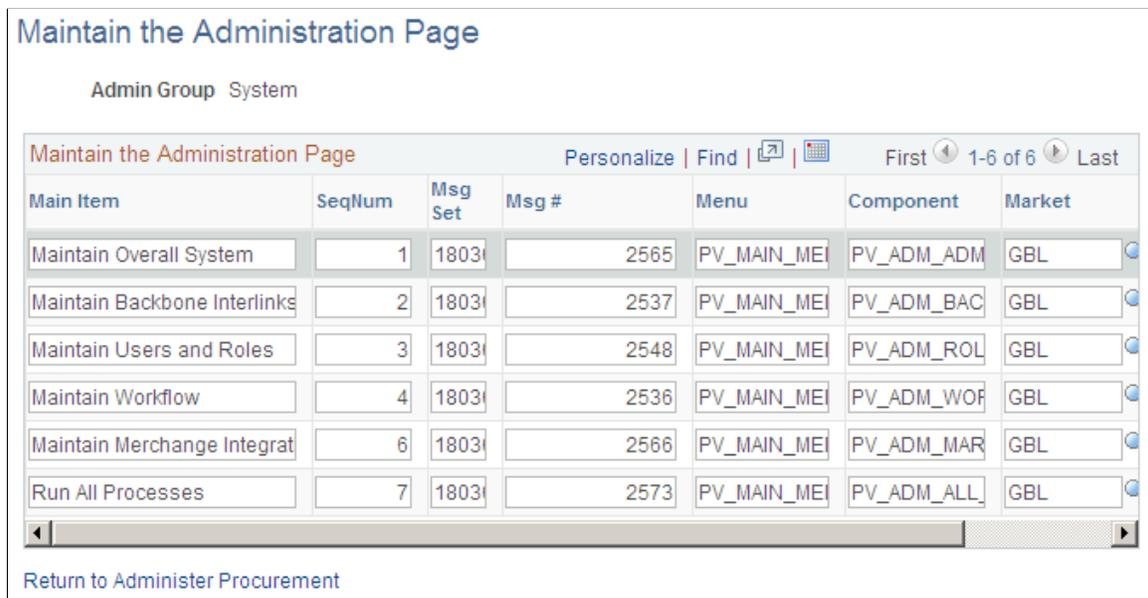 Maintain the Administration Page
Admin Group System
Maintain the Administration Page Personalize | Find | | First 1-6 of 6 Last
Main Item SeqNum Msg Set Msg # Menu Component Market
Maintain Overall System 1 1803 2565 PV_MAIN_ME PV_ADM_ADM GBL
Maintain Backbone Interlinks 2 1803 2537 PV_MAIN_ME PV_ADM_BAC GBL
Maintain Users and Roles 3 1803 2548 PV_MAIN_ME PV_ADM_ROL GBL
Maintain Workflow 4 1803 2536 PV_MAIN_ME PV_ADM_WOR GBL
Maintain Merchange Integrat 6 1803 2566 PV_MAIN_ME PV_ADM_MAR GBL
Run All Processes 7 1803 2573 PV_MAIN_ME PV_ADM_ALL_ GBL
Return to Administer Procurement